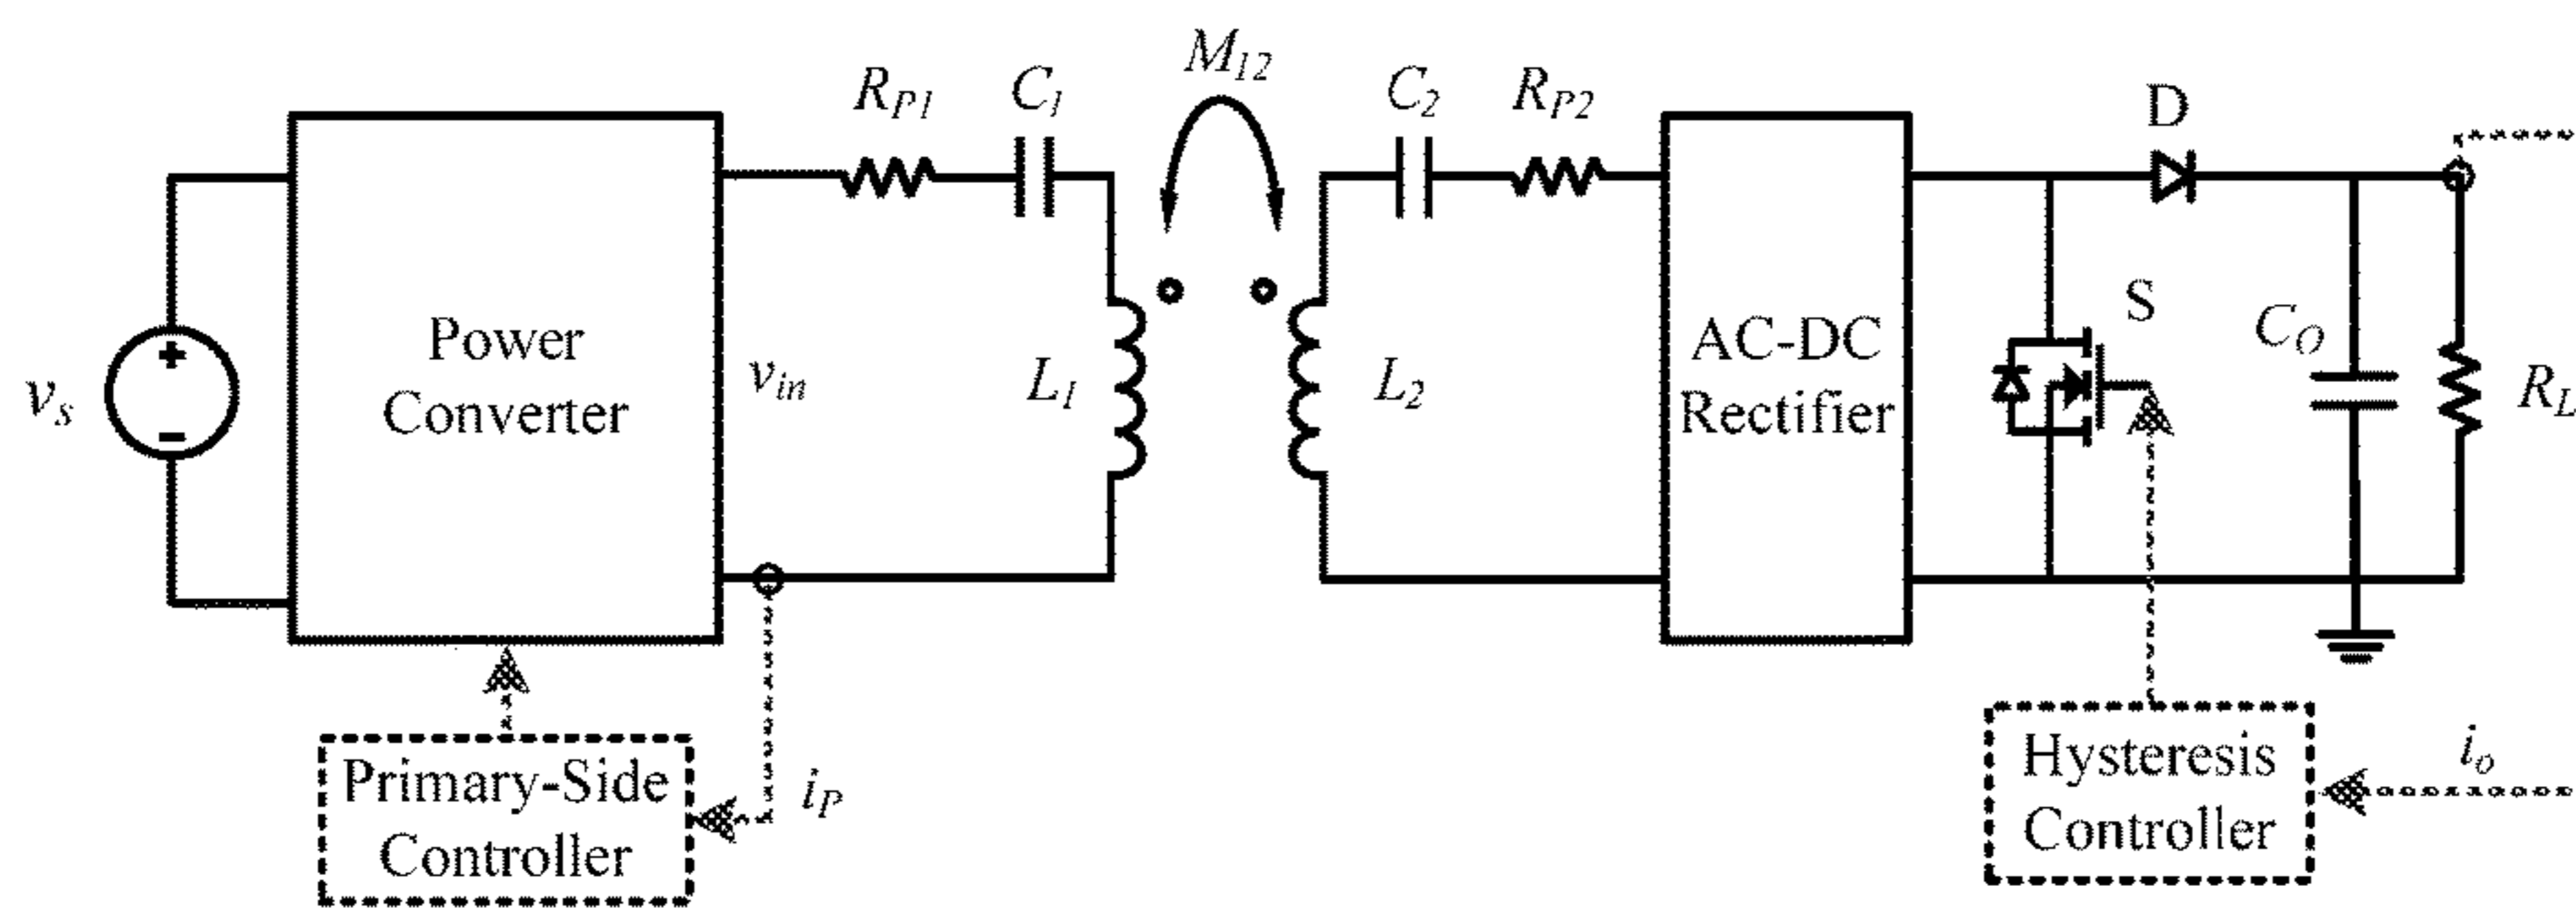 M12
RP1
C1
C2
RP2
D
Power
Converter
AC-DC
Rectifier
S
CO
vs
+
−
vin
L1
L2
RL
Primary-Side
Controller
iP
Hysteresis
Controller
io